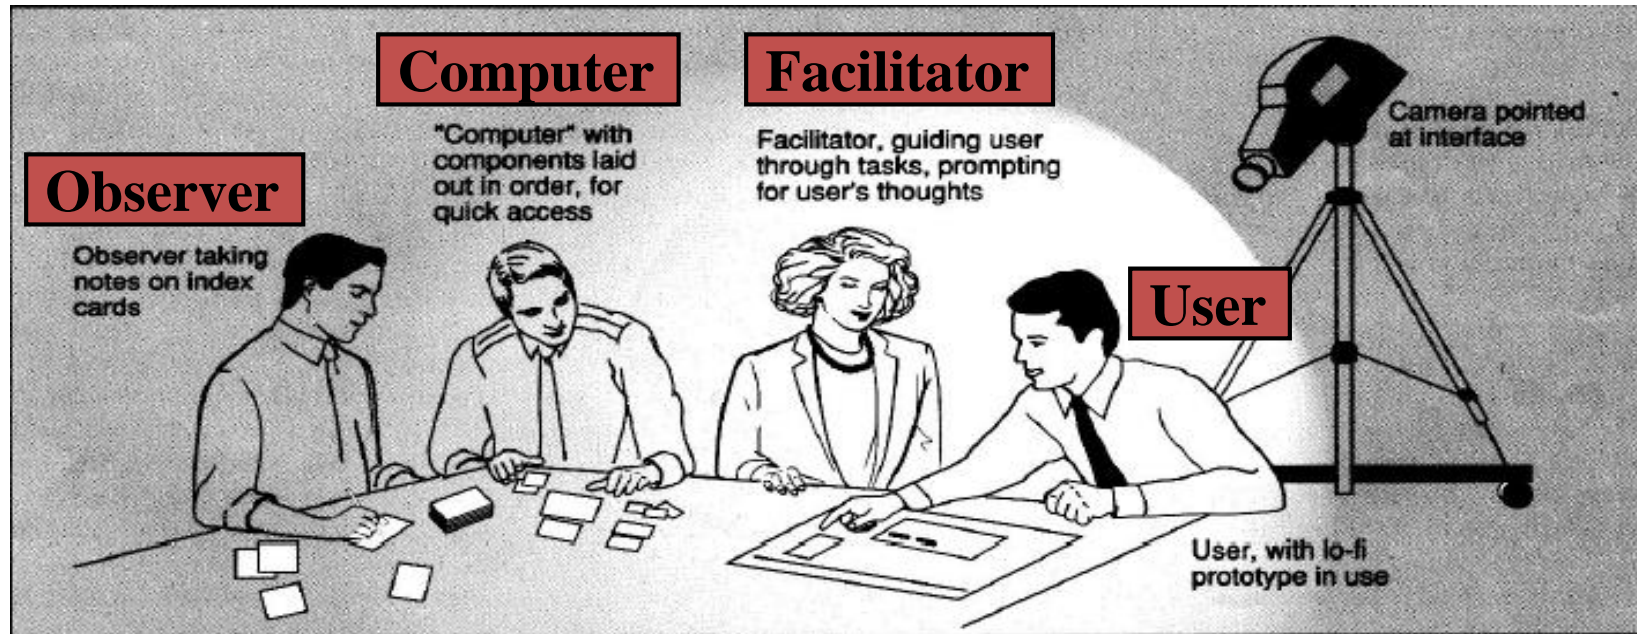 Observer
Observer taking
notes on index
cards
Computer
"Computer" with
components laid
out in order, for
quick access
Facilitator
Facilitator, guiding user
through tasks, prompting
for user's thoughts
User
User, with lo-fi
prototype in use
Camera pointed
at interface